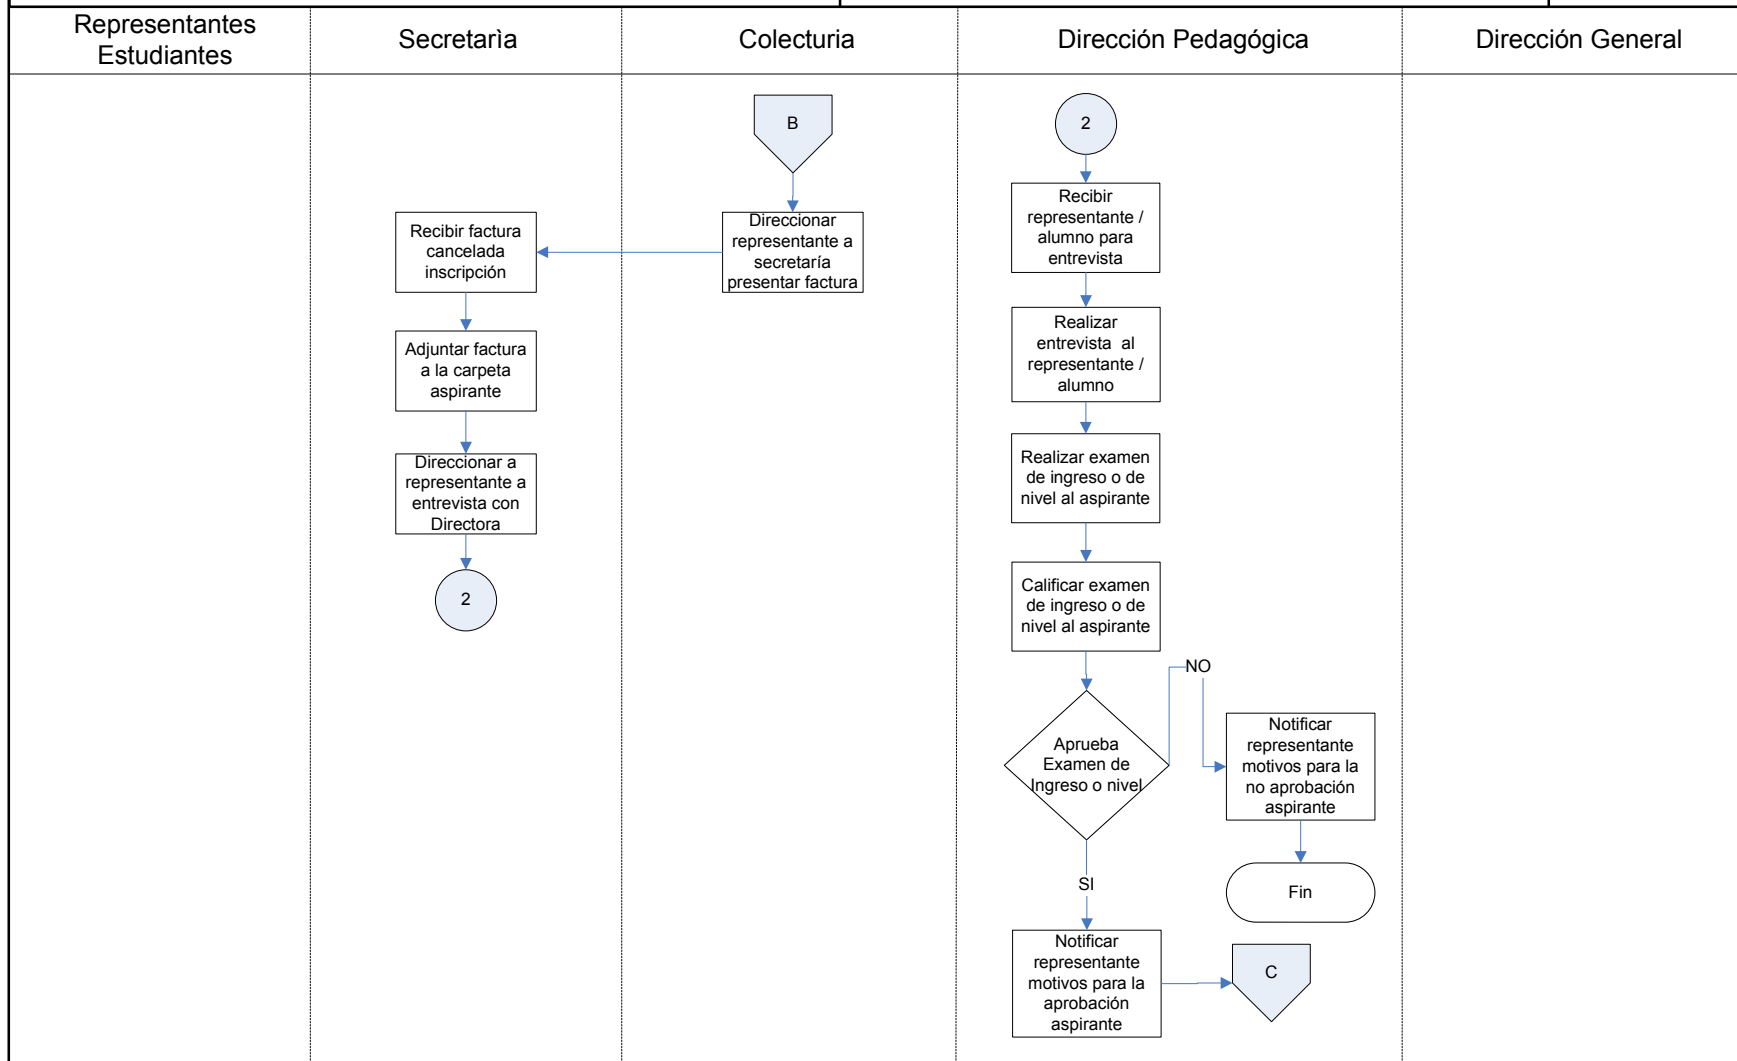 Representantes
Estudiantes
Secretarìa
Colecturia
Dirección Pedagógica
Dirección General
B
Direccionar
representante a
secretaría
presentar factura
Recibir factura
cancelada
inscripción
Adjuntar factura
a la carpeta
aspirante
Direccionar a
representante a
entrevista con
Directora
2
2
Recibir
representante /
alumno para
entrevista
Realizar
entrevista al
representante /
alumno
Realizar examen
de ingreso o de
nivel al aspirante
Calificar examen
de ingreso o de
nivel al aspirante
Aprueba
Examen de
Ingreso o nivel
NO
Notificar
representante
motivos para la
no aprobación
aspirante
Fin
SI
Notificar
representante
motivos para la
aprobación
aspirante
C